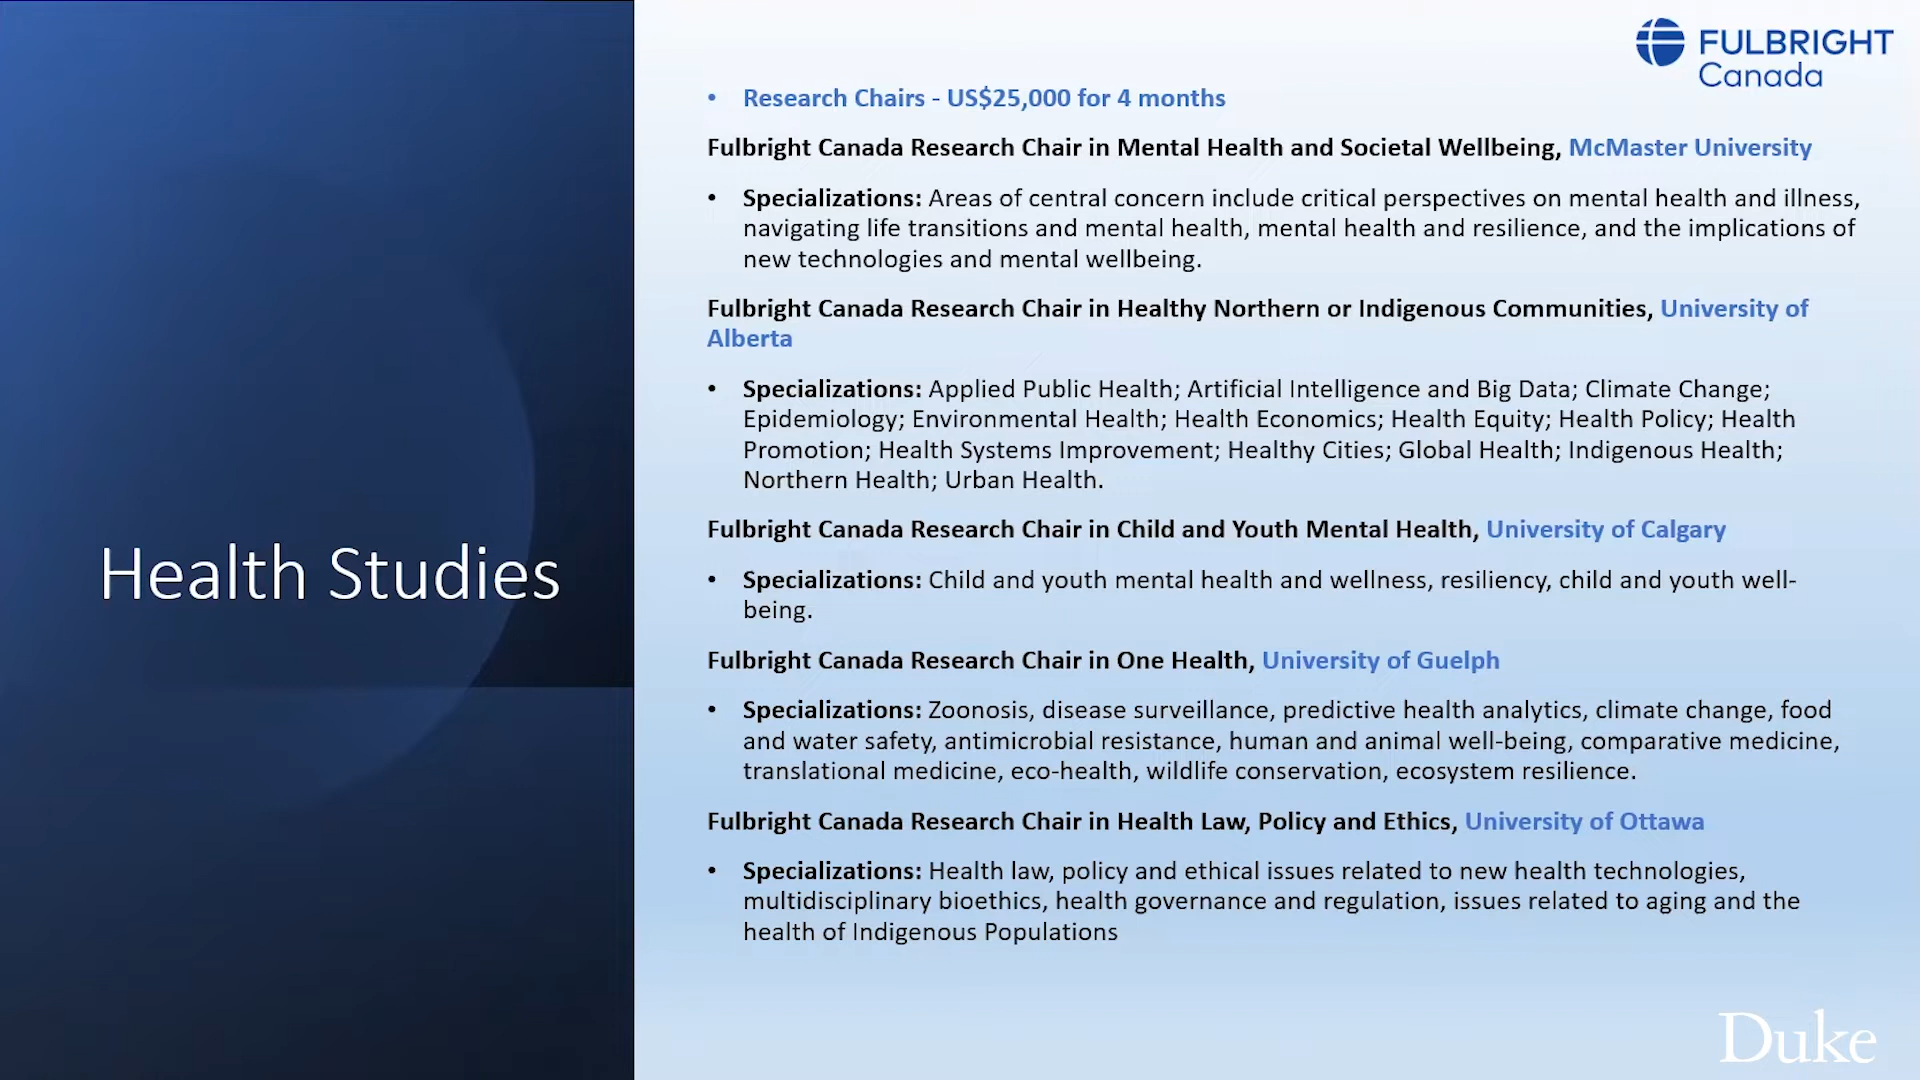 FULBRIGHT
Canada
• Research Chairs - US$25,000 for 4 months
Fulbright Canada Research Chair in Mental Health and Societal Wellbeing, McMaster University
• Specializations: Areas of central concern include critical perspectives on mental health and illness,
navigating life transitions and mental health, mental health and resilience, and the implications of
new technologies and mental wellbeing.
Fulbright Canada Research Chair in Healthy Northern or Indigenous Communities, University of
Alberta
• Specializations: Applied Public Health; Artificial Intelligence and Big Data; Climate Change;
Epidemiology; Environmental Health; Health Economics; Health Equity; Health Policy; Health
Promotion; Health Systems Improvement; Healthy Cities; Global Health; Indigenous Health;
Northern Health; Urban Health.
Fulbright Canada Research Chair in Child and Youth Mental Health, University of Calgary
• Specializations: Child and youth mental health and wellness, resiliency, child and youth well-
being.
Health Studies
Fulbright Canada Research Chair in One Health, University of Guelph
• Specializations: Zoonosis, disease surveillance, predictive health analytics, climate change, food
and water safety, antimicrobial resistance, human and animal well-being, comparative medicine,
translational medicine, eco-health, wildlife conservation, ecosystem resilience.
Fulbright Canada Research Chair in Health Law, Policy and Ethics, University of Ottawa
• Specializations: Health law, policy and ethical issues related to new health technologies,
multidisciplinary bioethics, health governance and regulation, issues related to aging and the
health of Indigenous Populations
Duke